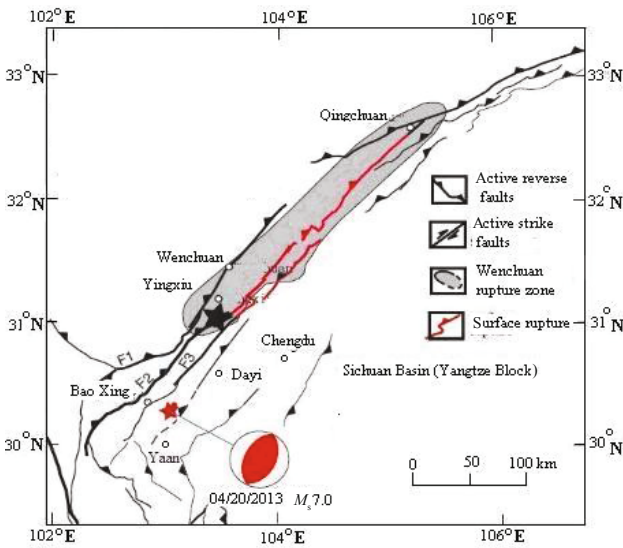 102°E 104°E 106°E
33°N 33°N
Qingchuan
Active reverse
faults
32°N 32°N
Active strike
faults
Wenchuan
Wenchuan
rupture zone
Yingxiu
31°N Surface rupture 31°N
F1
F2
F3
Chengdu
Dayi
Sichuan Basin (Yangtze Block)
Bao Xing
30°N 30°N
Yaan
0 50 100 km
04/20/2013 Ms7.0
102°E 104°E 106°E